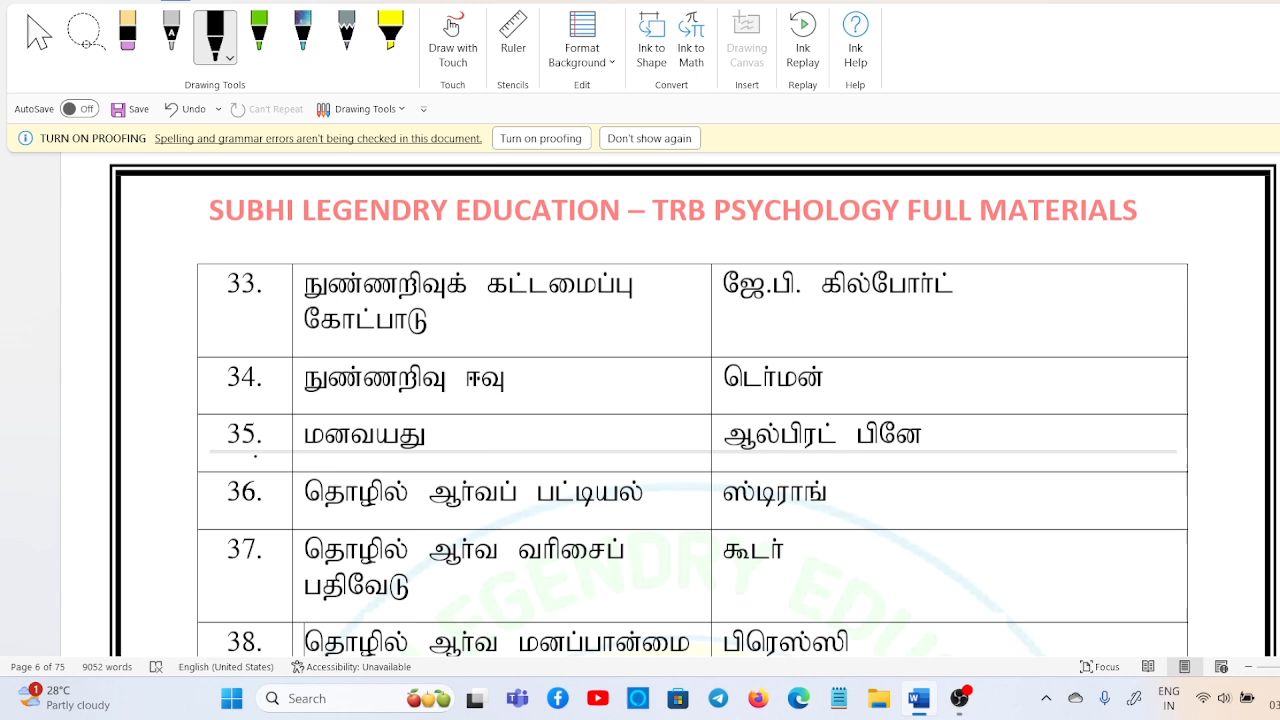 Draw with Touch
Ruler
Format Background
Ink to Shape
Ink to Math
Drawing Canvas
Ink Replay
Ink Help
Drawing Tools
Touch
Stencils
Edit
Convert
Insert
Replay
Help
AutoSave Off Save Undo Can't Repeat Drawing Tools
TURN ON PROOFING Spelling and grammar errors aren't being checked in this document. Turn on proofing Don't show again
SUBHI LEGENDRY EDUCATION – TRB PSYCHOLOGY FULL MATERIALS
33. நுண்ணறிவுக் கட்டமைப்பு ஜே.பி. கில்போர்ட்
கோட்பாடு
34. நுண்ணறிவு ஈவு டெர்மன்
35. மனவயது ஆல்பிரட் பினே
36. தொழில் ஆர்வப் பட்டியல் ஸ்டிராங்
37. தொழில் ஆர்வ வரிசைப் கூடர்
பதிவேடு
38. தொழில் ஆர்வ மனப்பான்மை பிரெஸ்ஸி
LEGENDRY EDU
Page 6 of 75 9052 words English (United States) Accessibility: Unavailable Focus
1 28°C Search ENG
Partly cloudy IN 03